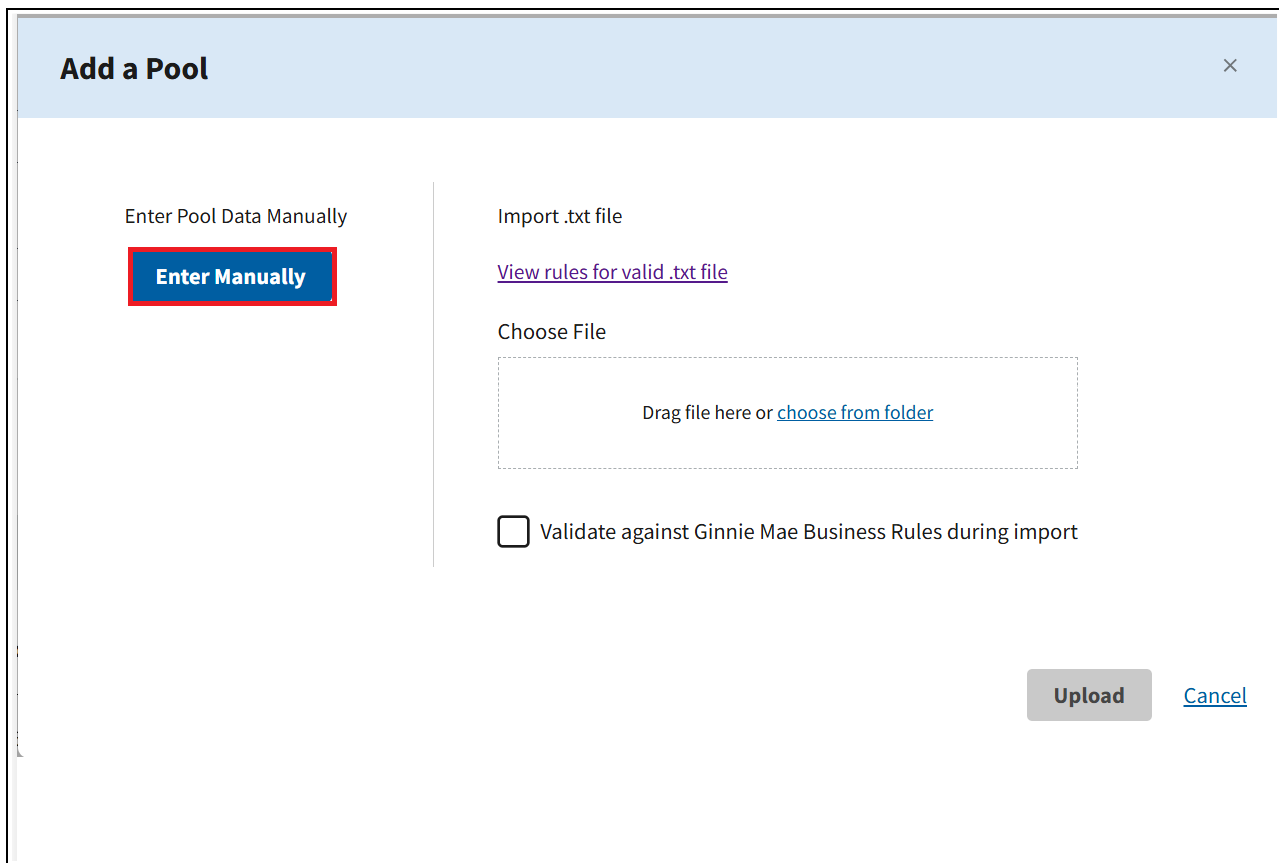 Add a Pool
Enter Pool Data Manually
Enter Manually
Import .txt file
View rules for valid .txt file
Choose File
Drag file here or choose from folder
Validate against Ginnie Mae Business Rules during import
Upload
Cancel